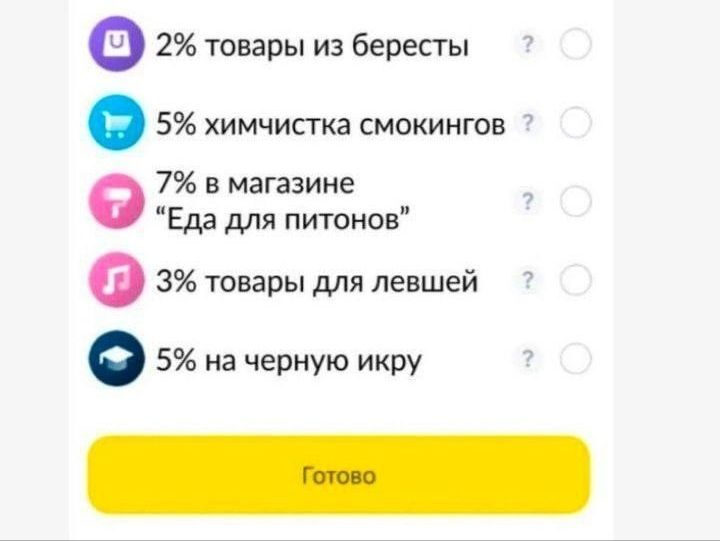 2% товары из бересты ?
5% химчистка смокингов ?
7% в магазине
“Еда для питонов” ?
3% товары для левшей ?
5% на черную икру ?
Готово